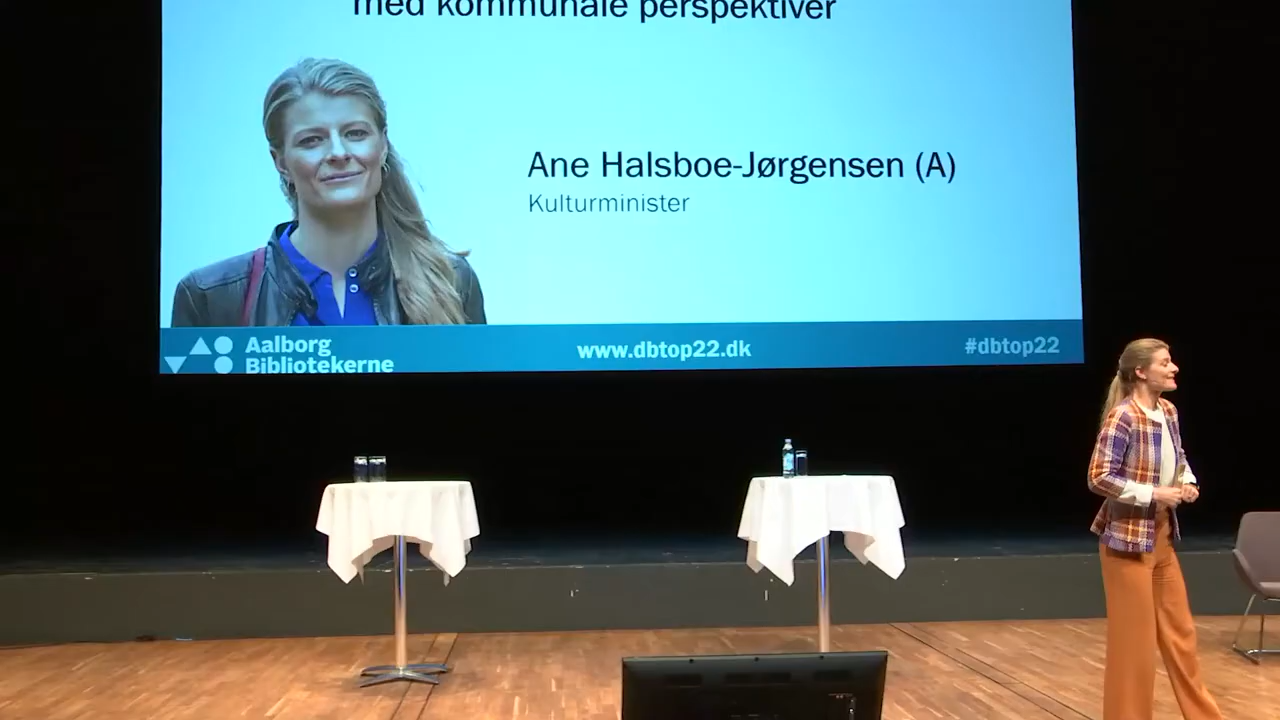 med kommunale perspektiver
Ane Halsboe-Jørgensen (A)
Kulturminister
Aalborg
Bibliotekerne
www.dbtop22.dk
#dbtop22